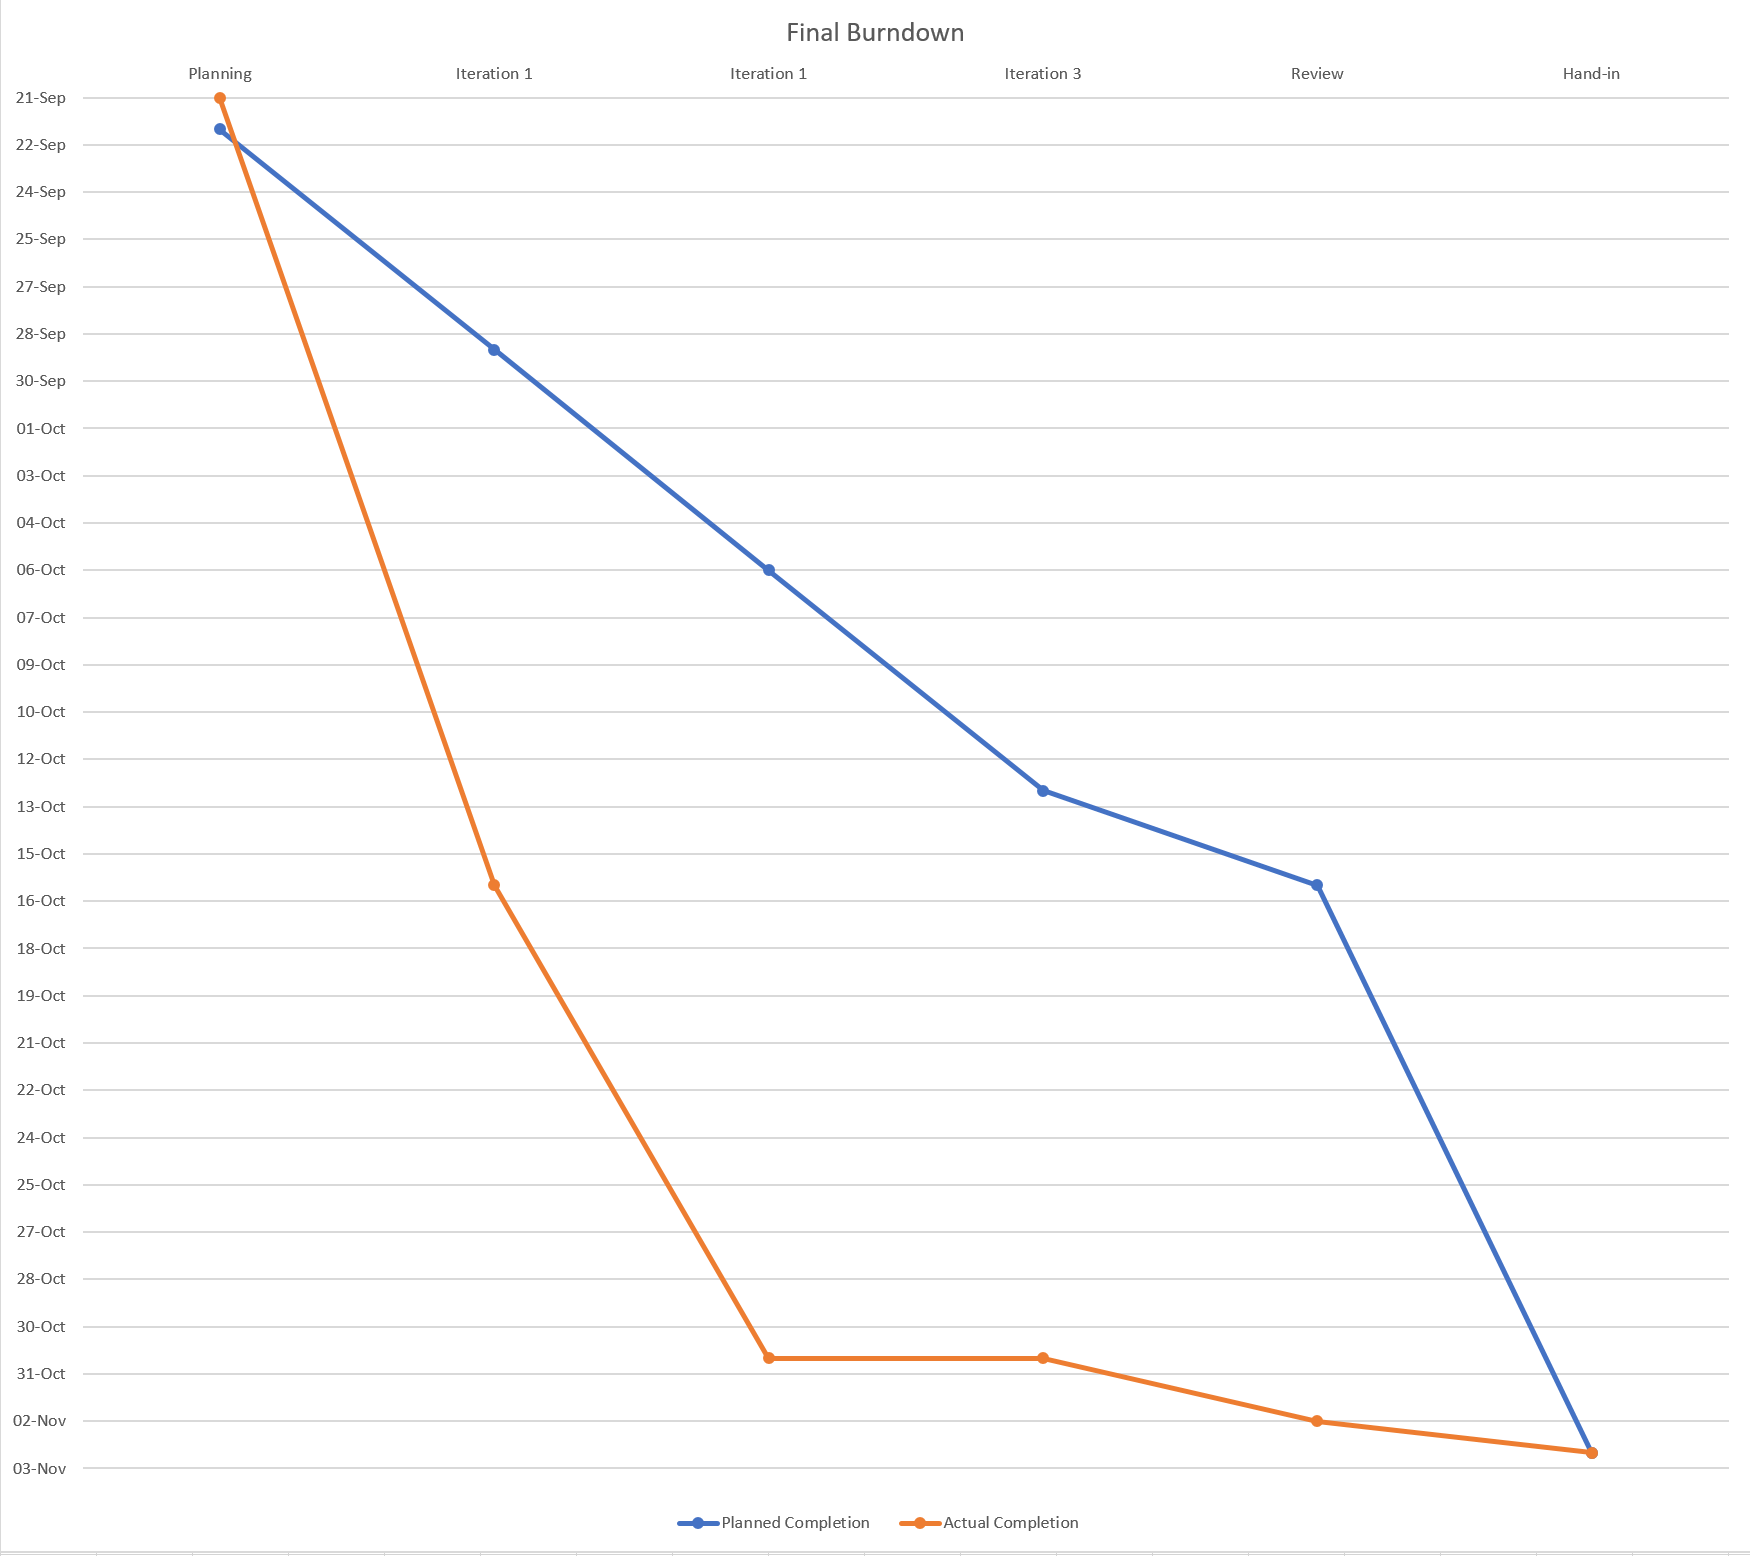 Final Burndown
Planning Iteration 1 Iteration 1 Iteration 3 Review Hand-in
21-Sep
22-Sep
24-Sep
25-Sep
27-Sep
28-Sep
30-Sep
01-Oct
03-Oct
04-Oct
06-Oct
07-Oct
09-Oct
10-Oct
12-Oct
13-Oct
15-Oct
16-Oct
18-Oct
19-Oct
21-Oct
22-Oct
24-Oct
25-Oct
27-Oct
28-Oct
30-Oct
31-Oct
02-Nov
03-Nov
Planned Completion Actual Completion